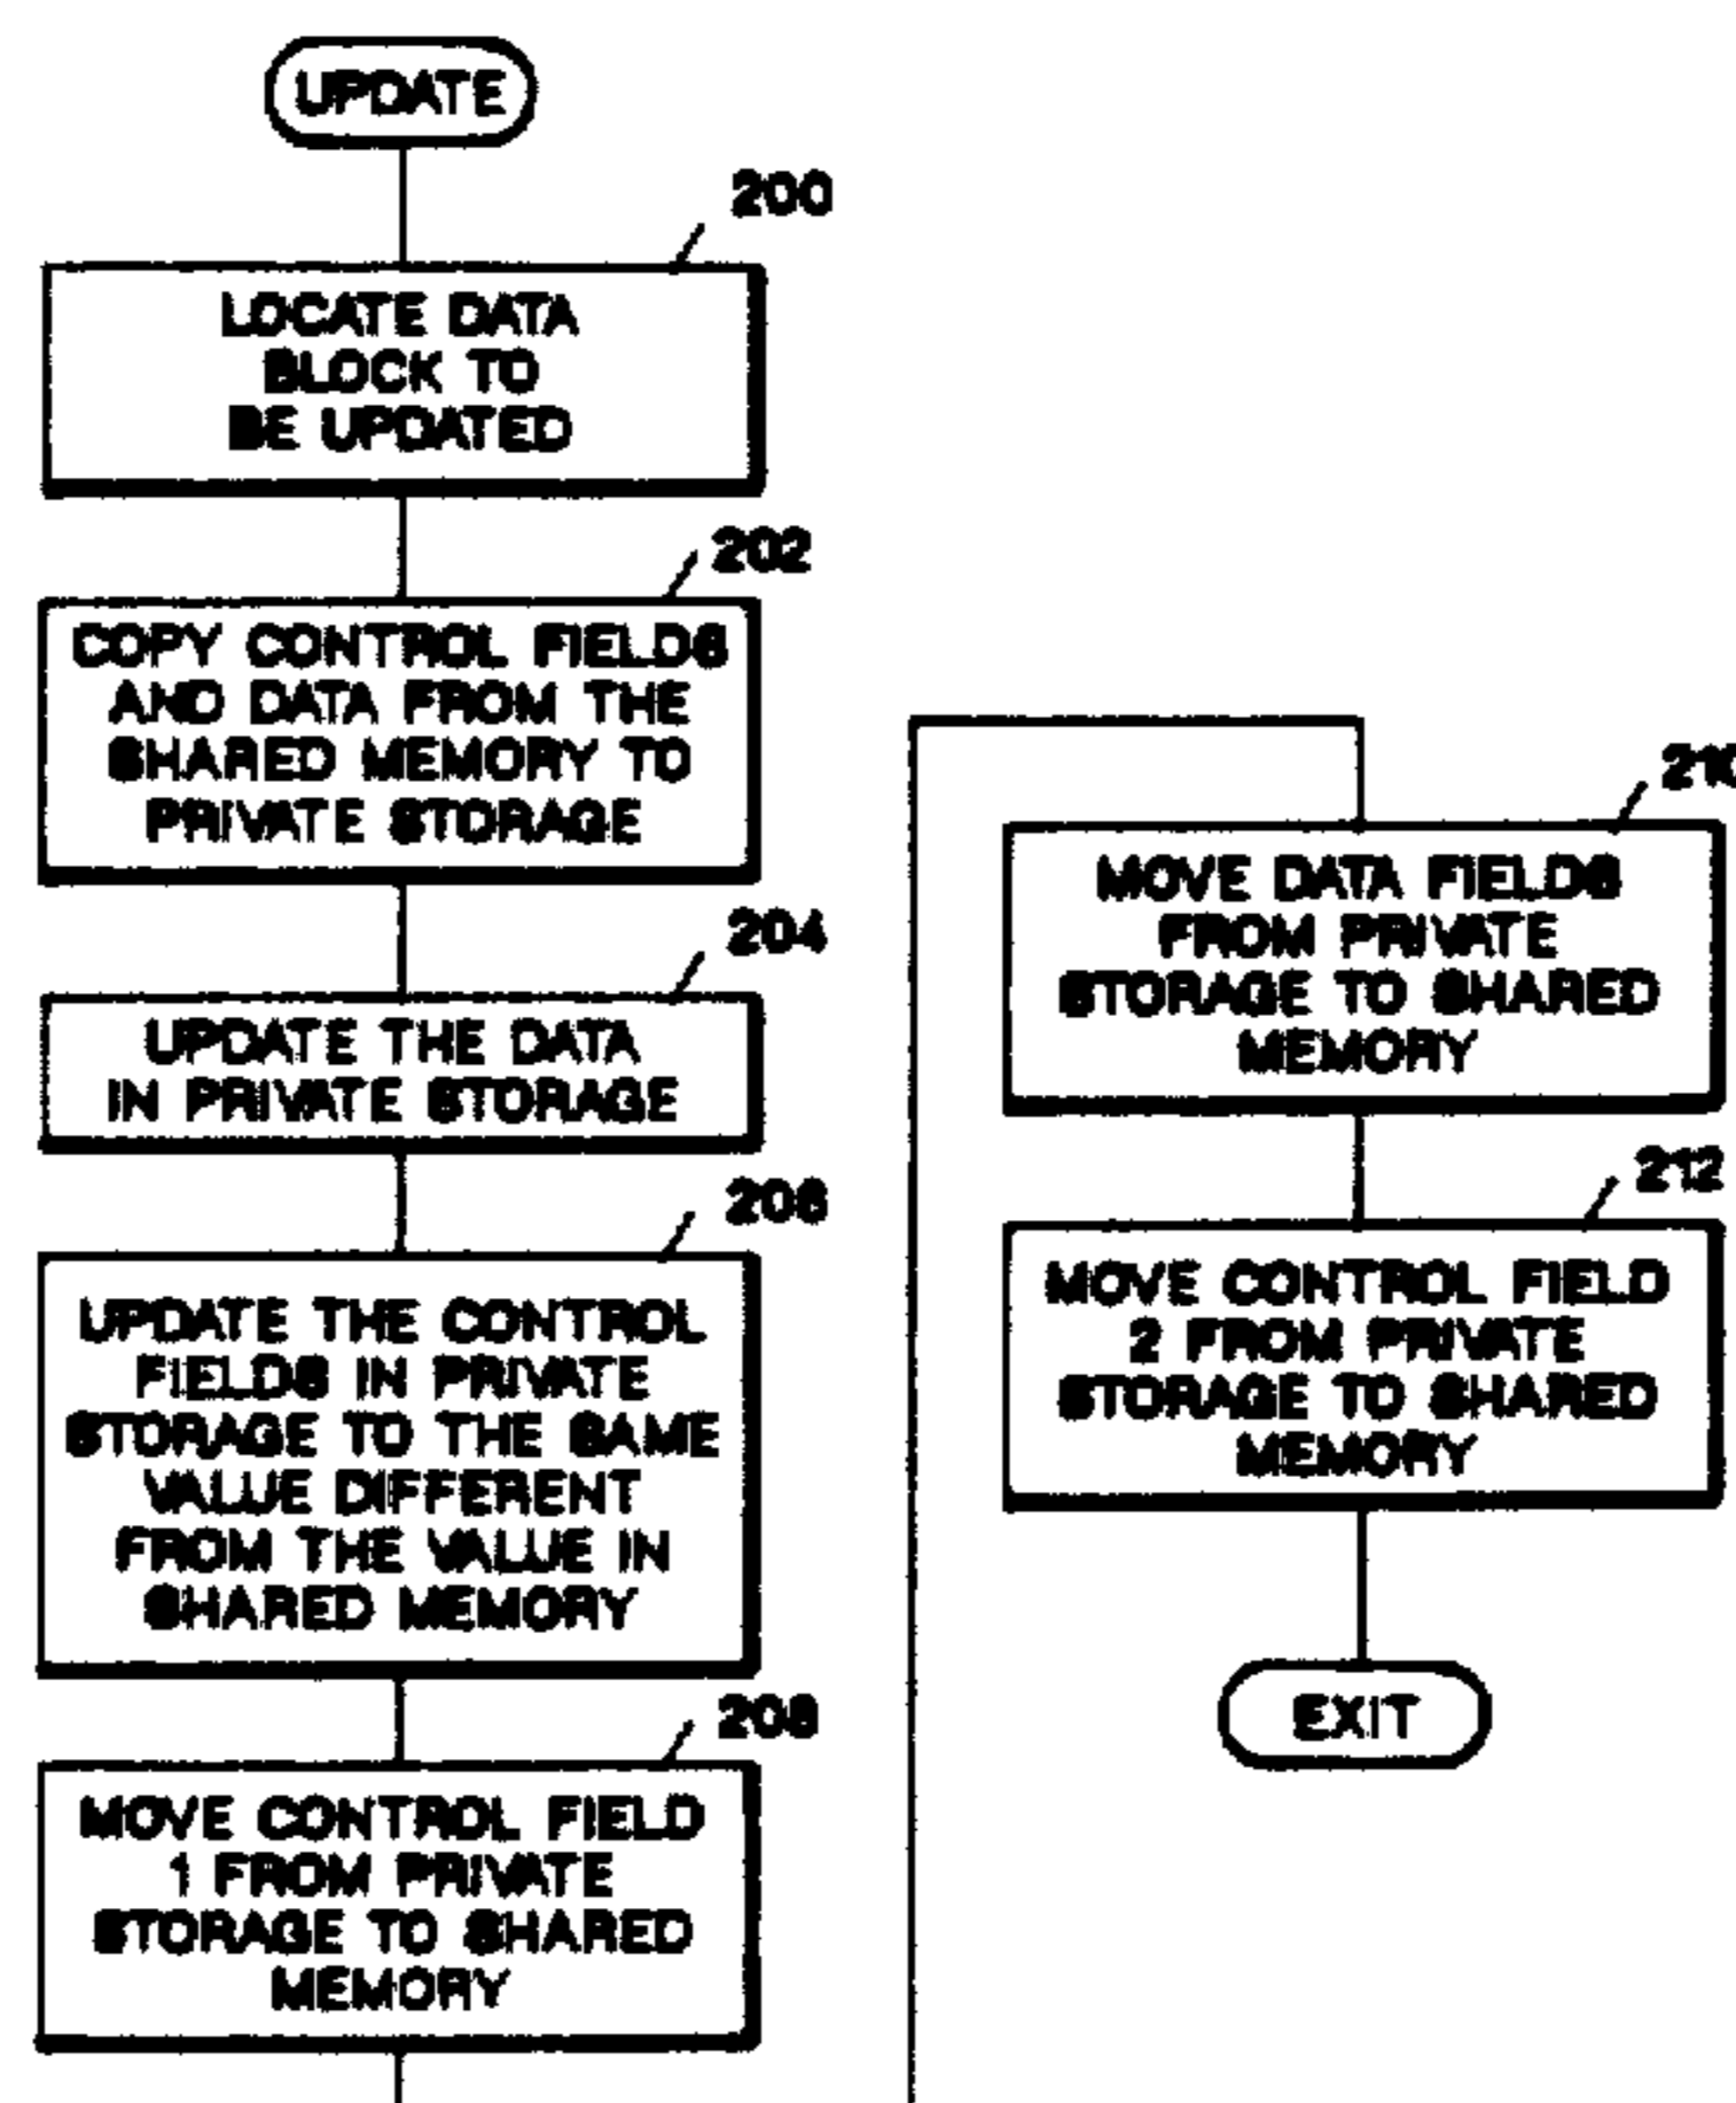 UPDATE
200
LOCATE DATA
BLOCK TO
BE UPDATED
202
COPY CONTROL FIELDS
AND DATA FROM THE
SHARED MEMORY TO
PRIVATE STORAGE
204
UPDATE THE DATA
IN PRIVATE STORAGE
206
UPDATE THE CONTROL
FIELDS IN PRIVATE
STORAGE TO THE SAME
VALUE DIFFERENT
FROM THE VALUE IN
SHARED MEMORY
208
MOVE CONTROL FIELD
1 FROM PRIVATE
STORAGE TO SHARED
MEMORY
210
MOVE DATA FIELDS
FROM PRIVATE
STORAGE TO SHARED
MEMORY
212
MOVE CONTROL FIELD
2 FROM PRIVATE
STORAGE TO SHARED
MEMORY
EXIT